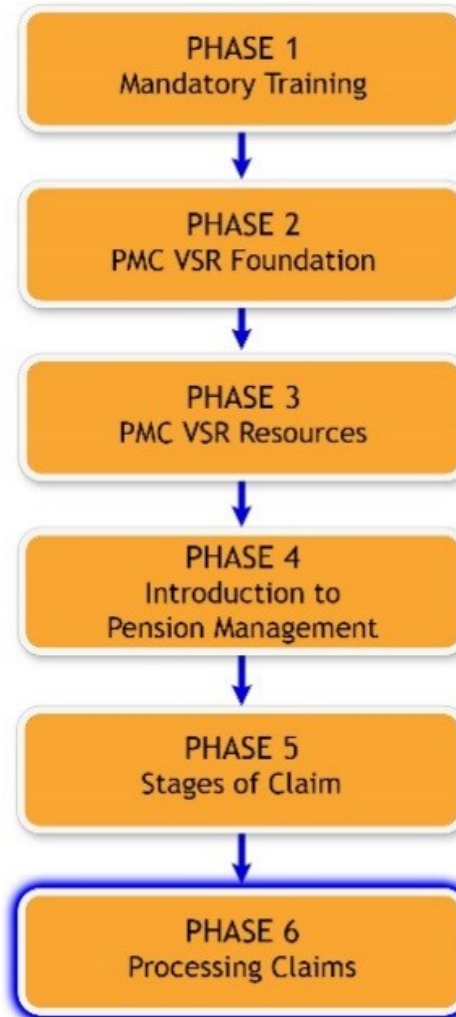 PHASE 1
Mandatory Training
PHASE 2
PMC VSR Foundation
PHASE 3
PMC VSR Resources
PHASE 4
Introduction to
Pension Management
PHASE 5
Stages of Claim
PHASE 6
Processing Claims